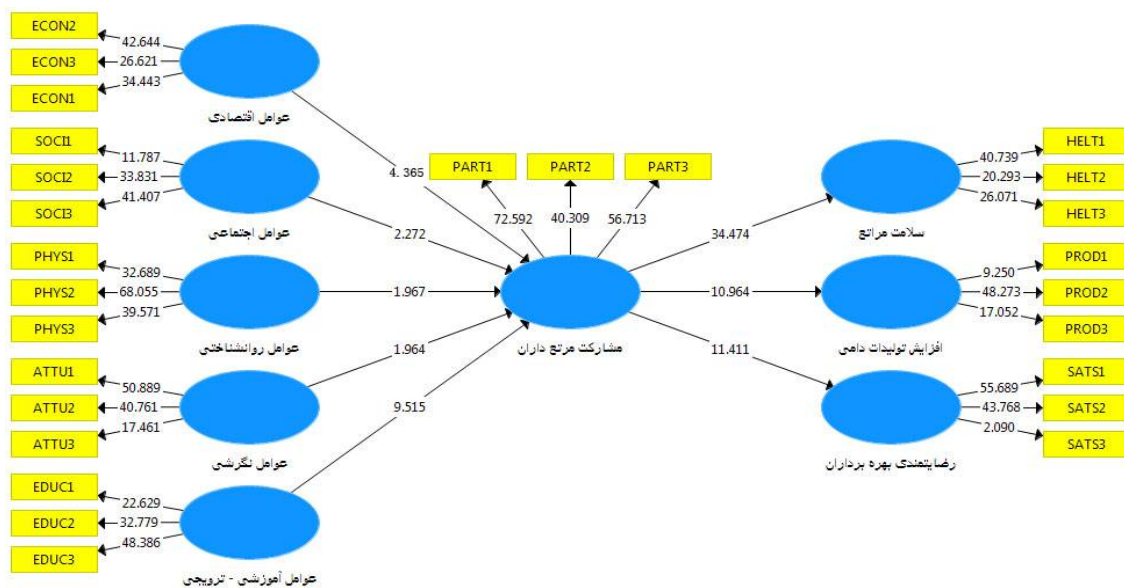 ECON2
42.644
ECON3
26.621
ECON1
34.443
عوامل اقتصادی
SOCI1
11.787
SOCI2
33.831
SOCI3
41.407
عوامل اجتماعی
PHYS1
32.689
PHYS2
68.055
PHYS3
39.571
عوامل روانشناختی
ATTU1
50.889
ATTU2
40.761
ATTU3
17.461
عوامل نگرشی
EDUC1
22.629
EDUC2
32.779
EDUC3
48.386
عوامل آموزشی - ترویجی
4.365
2.272
1.967
1.964
9.515
PART1
PART2
PART3
72.592
40.309
56.713
مشارکت مرتع داران
34.474
10.964
11.411
HELT1
40.739
HELT2
20.293
HELT3
26.071
سلامت مراتع
PROD1
9.250
PROD2
48.273
PROD3
17.052
افزایش تولیدات دامی
SATS1
55.689
SATS2
43.768
SATS3
2.090
رضایتمندی بهره برداران